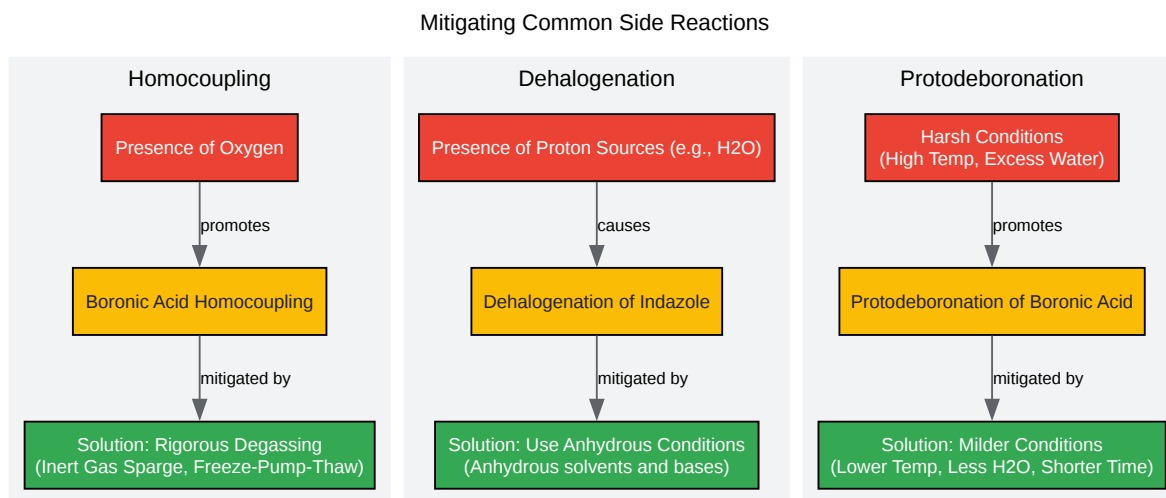 Mitigating Common Side Reactions
Homocoupling
Presence of Oxygen
promotes
Boronic Acid Homocoupling
mitigated by
Solution: Rigorous Degassing
(Inert Gas Sparge, Freeze-Pump-Thaw)
Dehalogenation
Presence of Proton Sources (e.g., H2O)
causes
Dehalogenation of Indazole
mitigated by
Solution: Use Anhydrous Conditions
(Anhydrous solvents and bases)
Protodeboronation
Harsh Conditions
(High Temp, Excess Water)
promotes
Protodeboronation of Boronic Acid
mitigated by
Solution: Milder Conditions
(Lower Temp, Less H2O, Shorter Time)